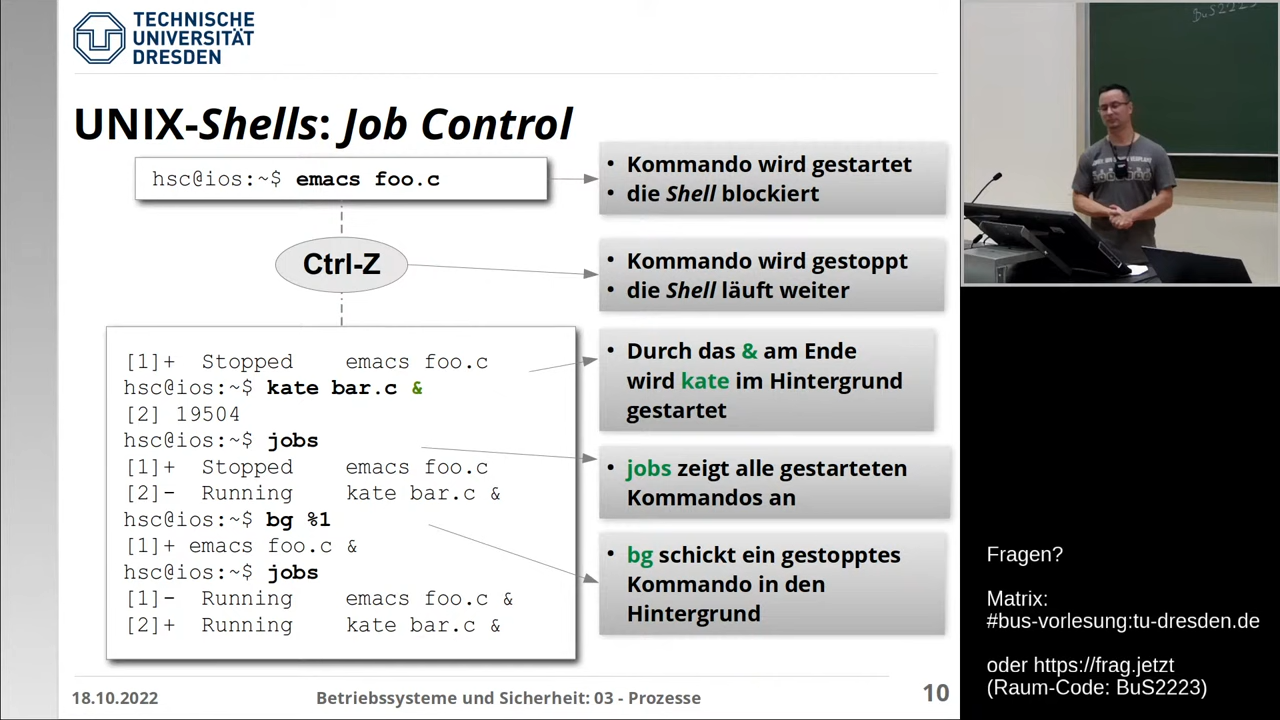 TECHNISCHE
UNIVERSITÄT
DRESDEN
UNIX-Shells: Job Control
hsc@ios:~$ emacs foo.c
• Kommando wird gestartet
• die Shell blockiert
Ctrl-Z
• Kommando wird gestoppt
• die Shell läuft weiter
[1]+  Stopped    emacs foo.c
hsc@ios:~$ kate bar.c &
[2] 19504
hsc@ios:~$ jobs
[1]+  Stopped    emacs foo.c
[2]-  Running    kate bar.c &
hsc@ios:~$ bg %1
[1]+ emacs foo.c &
hsc@ios:~$ jobs
[1]-  Running    emacs foo.c &
[2]+  Running    kate bar.c &
• Durch das & am Ende
wird kate im Hintergrund
gestartet
• jobs zeigt alle gestarteten
Kommandos an
• bg schickt ein gestopptes
Kommando in den
Hintergrund
18.10.2022
Betriebssysteme und Sicherheit: 03 - Prozesse
10
Fragen?
Matrix:
#bus-vorlesung:tu-dresden.de
oder https://frag.jetzt
(Raum-Code: BuS2223)